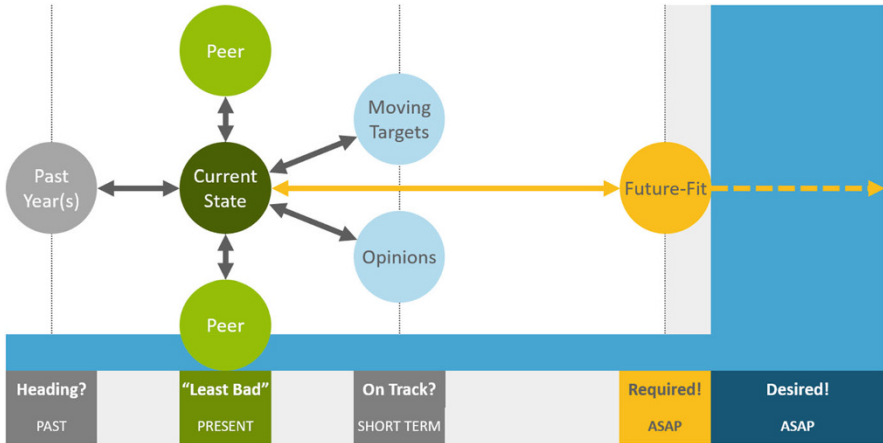 Peer
Moving
Targets
Past
Year(s)
Current
State
Future-Fit
Opinions
Peer
Heading?
“Least Bad”
On Track?
Required!
Desired!
PAST
PRESENT
SHORT TERM
ASAP
ASAP